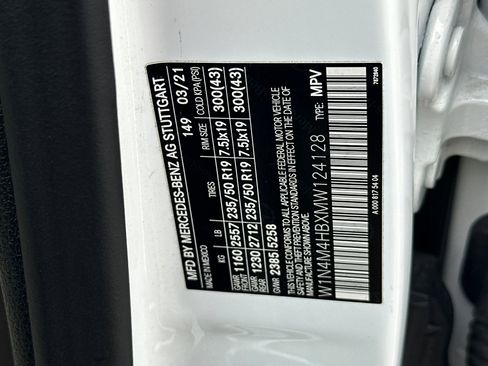 MFD BY MERCEDES-BENZ AG STUTTGART
149 03/21
MADE IN MEXICO
KG LB TIRES RIM SIZE COLD KPA(PSI)
GAWR FRONT 1160 2557 235/50 R19 7.5Jx19 300(43)
GAWR REAR 1230 2712 235/50 R19 7.5Jx19 300(43)
GVWR 2385 5258
THIS VEHICLE CONFORMS TO ALL APPLICABLE FEDERAL MOTOR VEHICLE
SAFETY AND THEFT PREVENTION STANDARDS IN EFFECT ON THE DATE OF
MANUFACTURE SHOWN ABOVE
W1N4M4HBXMW124128 TYPE: MPV
A 000 817 54 04